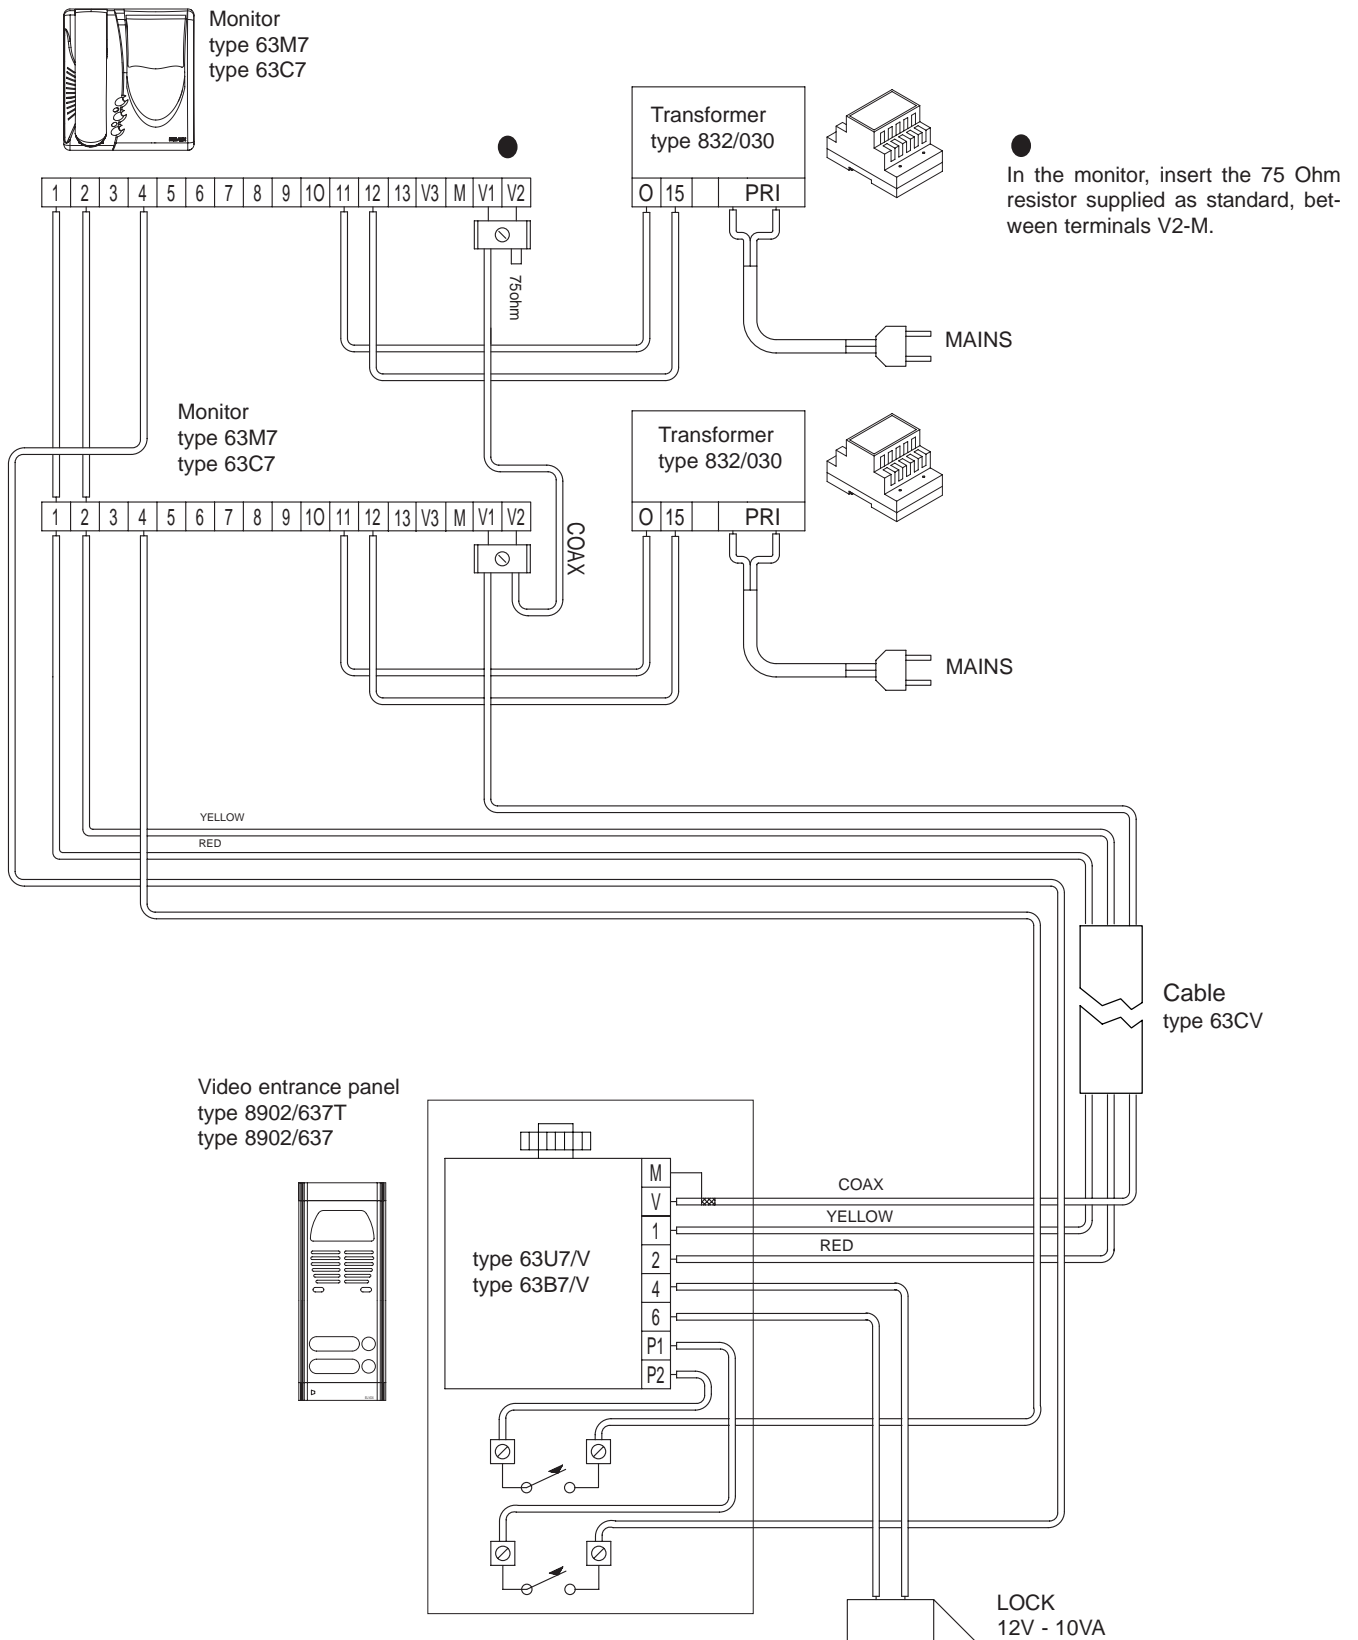 Monitor
type 63M7
type 63C7
Transformer
type 832/030
In the monitor, insert the 75 Ohm
resistor supplied as standard, bet-
ween terminals V2-M.
1 2 3 4 5 6 7 8 9 10 11 12 13 V3 M V1 V2
O 15 PRI
75ohm
MAINS
Monitor
type 63M7
type 63C7
Transformer
type 832/030
1 2 3 4 5 6 7 8 9 10 11 12 13 V3 M V1 V2
O 15 PRI
COAX
MAINS
YELLOW
RED
Cable
type 63CV
Video entrance panel
type 8902/637T
type 8902/637
M
V
1
2
4
6
P1
P2
COAX
YELLOW
RED
type 63U7/V
type 63B7/V
LOCK
12V - 10VA